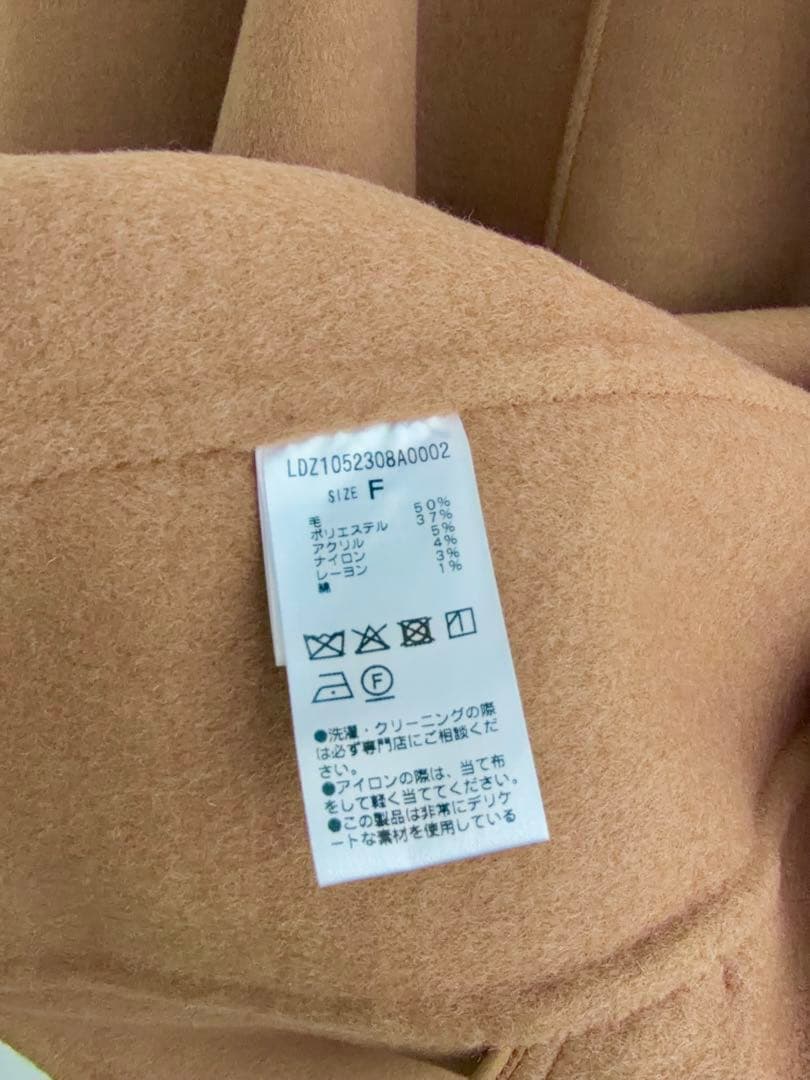 LDZ1052308A0002
SIZE F
毛 50%
ポリエステル 37%
アクリル 5%
ナイロン 4%
レーヨン 3%
綿 1%
F
●洗濯・クリーニングの際
は必ず専門店にご相談くだ
さい。
●アイロンの際は、当て布
をして軽く当ててください。
●この製品は非常にデリケ
ートな素材を使用している